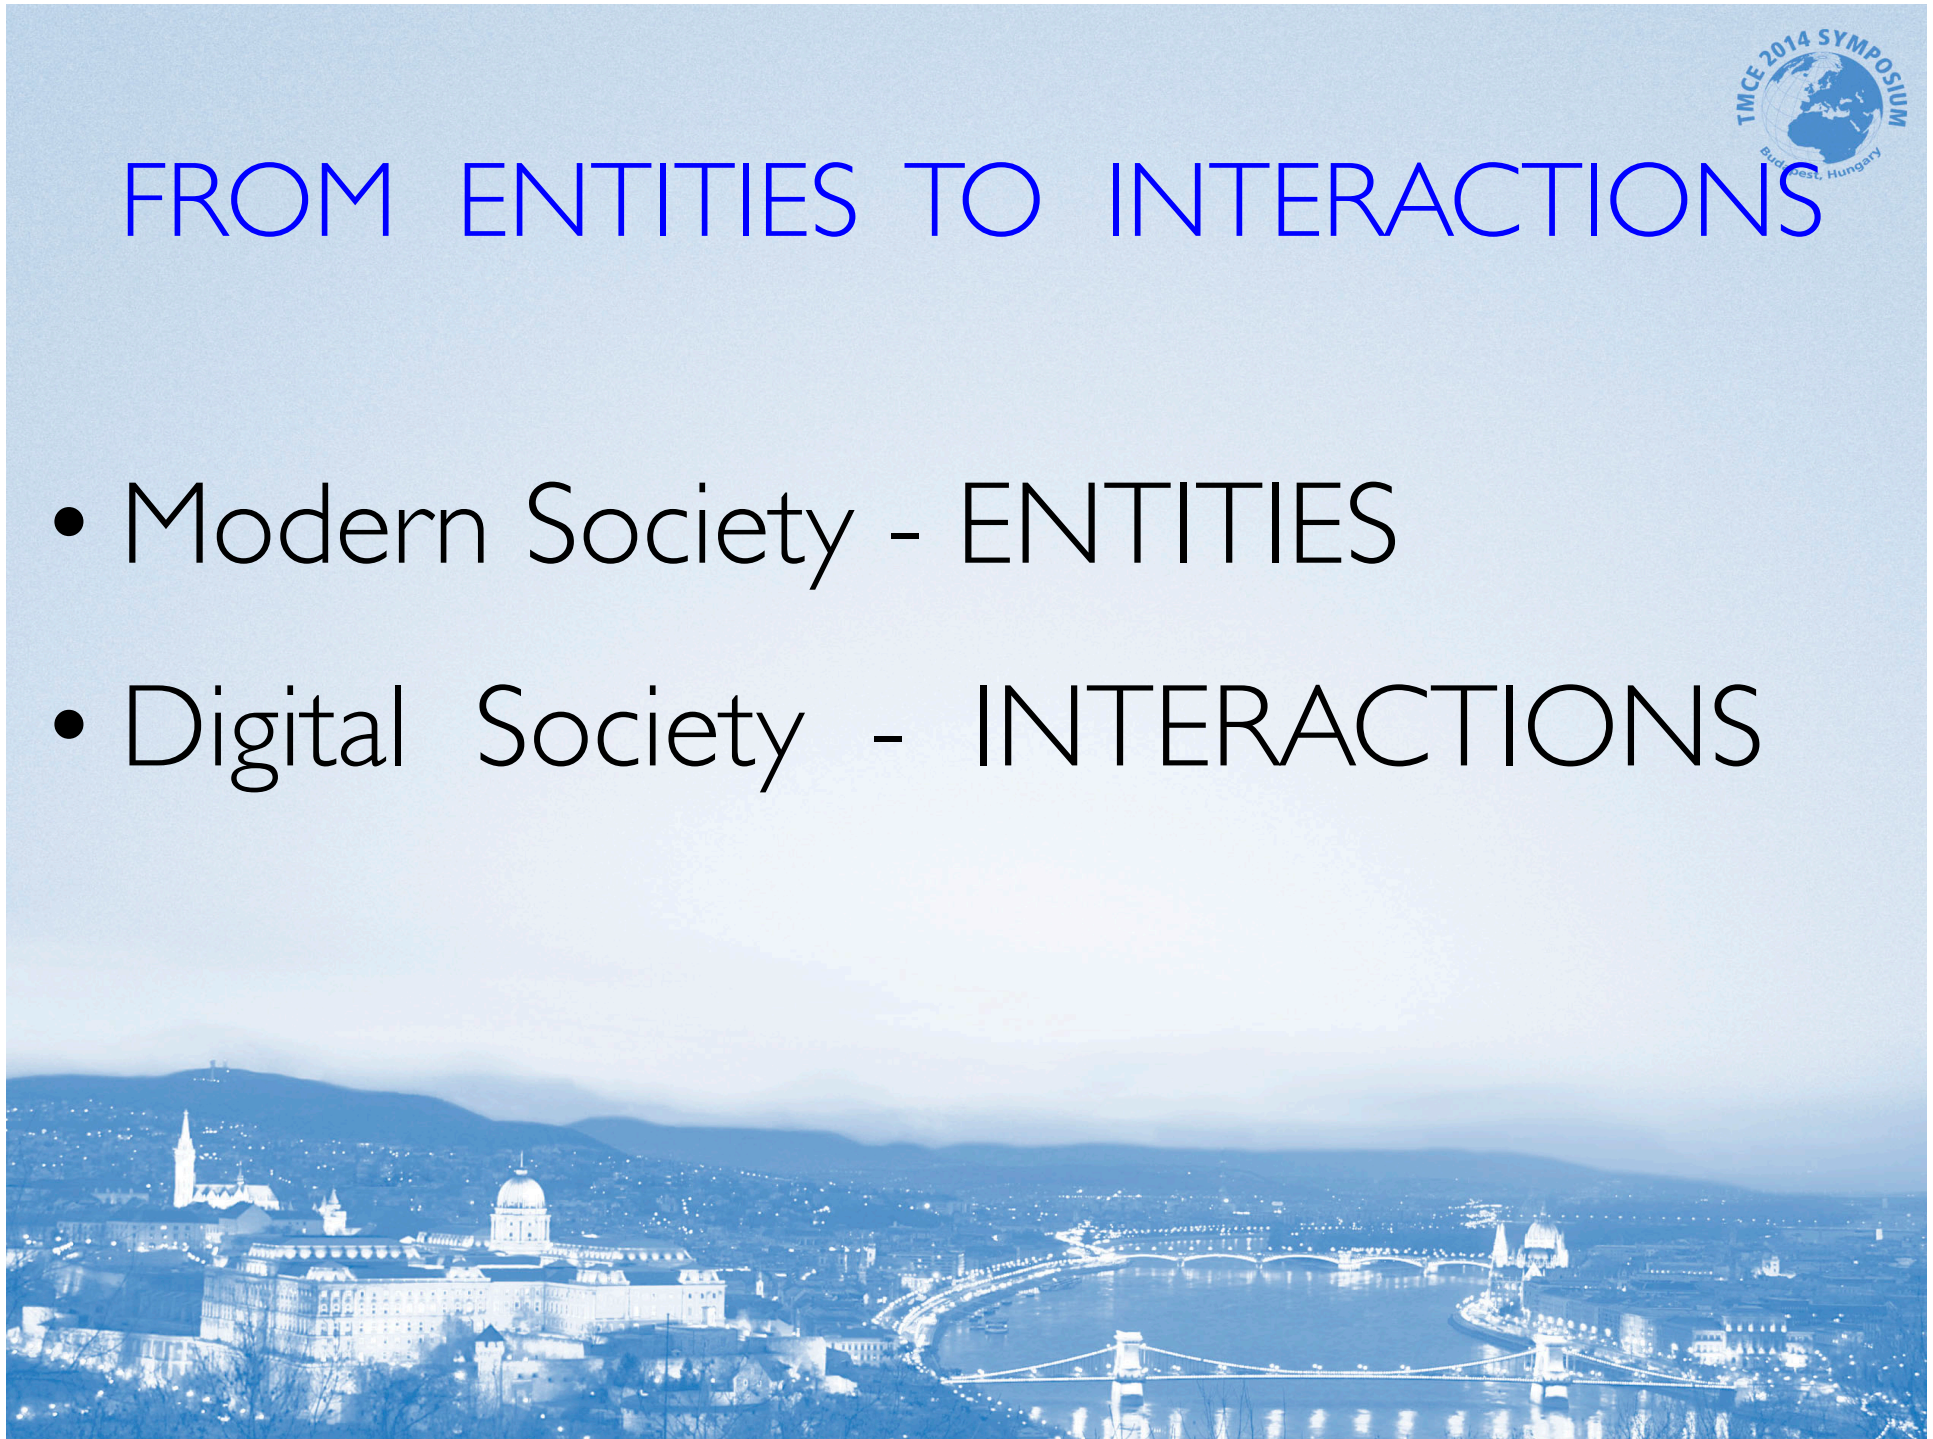 TMCE 2014 SYMPOSIUM
Budapest, Hungary
FROM ENTITIES TO INTERACTIONS
• Modern Society - ENTITIES
• Digital Society - INTERACTIONS